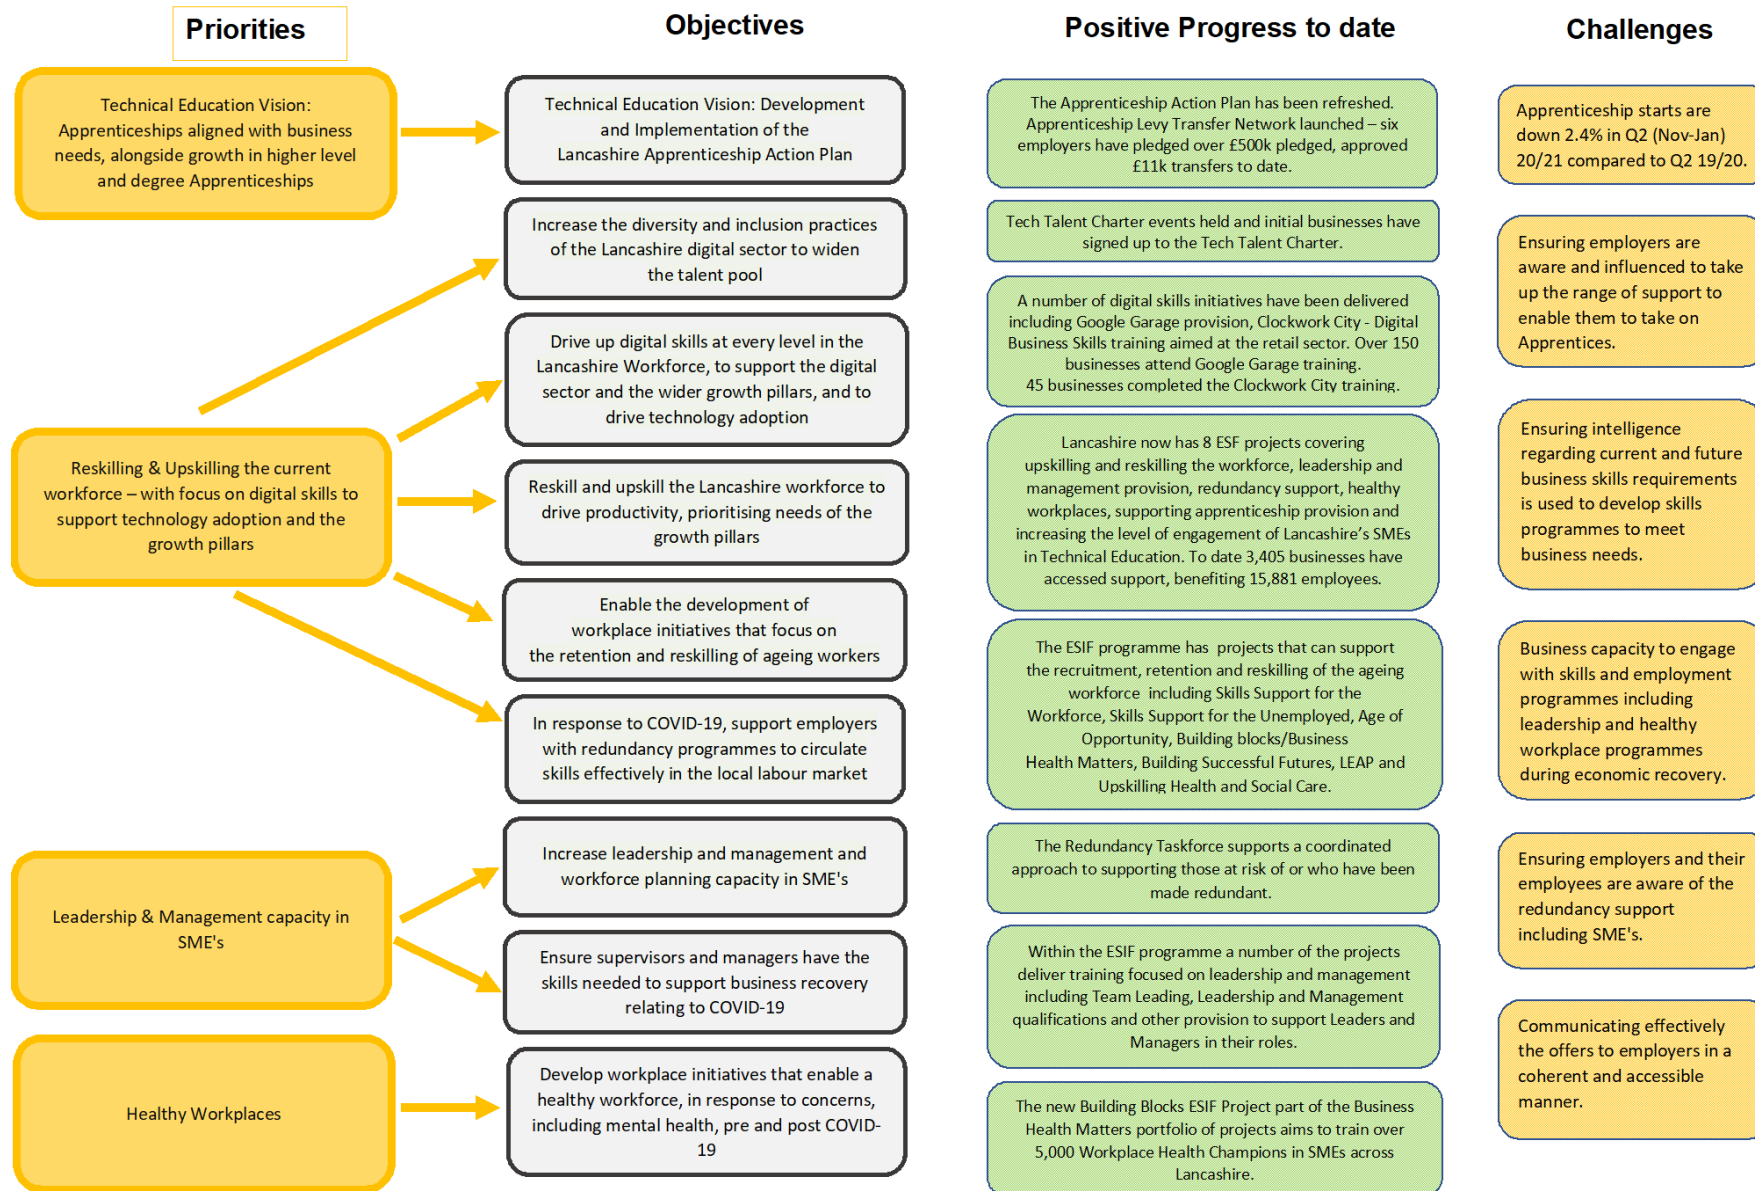 Priorities
Objectives
Positive Progress to date
Challenges
Technical Education Vision:
Apprenticeships aligned with business
needs, alongside growth in higher level
and degree Apprenticeships
Reskilling & Upskilling the current
workforce – with focus on digital skills to
support technology adoption and the
growth pillars
Leadership & Management capacity in
SME's
Healthy Workplaces
Technical Education Vision: Development
and Implementation of the
Lancashire Apprenticeship Action Plan
Increase the diversity and inclusion practices
of the Lancashire digital sector to widen
the talent pool
Drive up digital skills at every level in the
Lancashire Workforce, to support the digital
sector and the wider growth pillars, and to
drive technology adoption
Reskill and upskill the Lancashire workforce to
drive productivity, prioritising needs of the
growth pillars
Enable the development of
workplace initiatives that focus on
the retention and reskilling of ageing workers
In response to COVID-19, support employers
with redundancy programmes to circulate
skills effectively in the local labour market
Increase leadership and management and
workforce planning capacity in SME's
Ensure supervisors and managers have the
skills needed to support business recovery
relating to COVID-19
Develop workplace initiatives that enable a
healthy workforce, in response to concerns,
including mental health, pre and post COVID-
19
The Apprenticeship Action Plan has been refreshed.
Apprenticeship Levy Transfer Network launched – six
employers have pledged over £500k pledged, approved
£11k transfers to date.
Tech Talent Charter events held and initial businesses have
signed up to the Tech Talent Charter.
A number of digital skills initiatives have been delivered
including Google Garage provision, Clockwork City - Digital
Business Skills training aimed at the retail sector. Over 150
businesses attend Google Garage training.
45 businesses completed the Clockwork City training.
Lancashire now has 8 ESF projects covering
upskilling and reskilling the workforce, leadership and
management provision, redundancy support, healthy
workplaces, supporting apprenticeship provision and
increasing the level of engagement of Lancashire's SMEs
in Technical Education. To date 3,405 businesses have
accessed support, benefiting 15,881 employees.
The ESIF programme has projects that can support
the recruitment, retention and reskilling of the ageing
workforce including Skills Support for the
Workforce, Skills Support for the Unemployed, Age of
Opportunity, Building blocks/Business
Health Matters, Building Successful Futures, LEAP and
Upskilling Health and Social Care.
The Redundancy Taskforce supports a coordinated
approach to supporting those at risk of or who have been
made redundant.
Within the ESIF programme a number of the projects
deliver training focused on leadership and management
including Team Leading, Leadership and Management
qualifications and other provision to support Leaders and
Managers in their roles.
The new Building Blocks ESIF Project part of the Business
Health Matters portfolio of projects aims to train over
5,000 Workplace Health Champions in SMEs across
Lancashire.
Apprenticeship starts are
down 2.4% in Q2 (Nov-Jan)
20/21 compared to Q2 19/20.
Ensuring employers are
aware and influenced to take
up the range of support to
enable them to take on
Apprentices.
Ensuring intelligence
regarding current and future
business skills requirements
is used to develop skills
programmes to meet
business needs.
Business capacity to engage
with skills and employment
programmes including
leadership and healthy
workplace programmes
during economic recovery.
Ensuring employers and their
employees are aware of the
redundancy support
including SME's.
Communicating effectively
the offers to employers in a
coherent and accessible
manner.